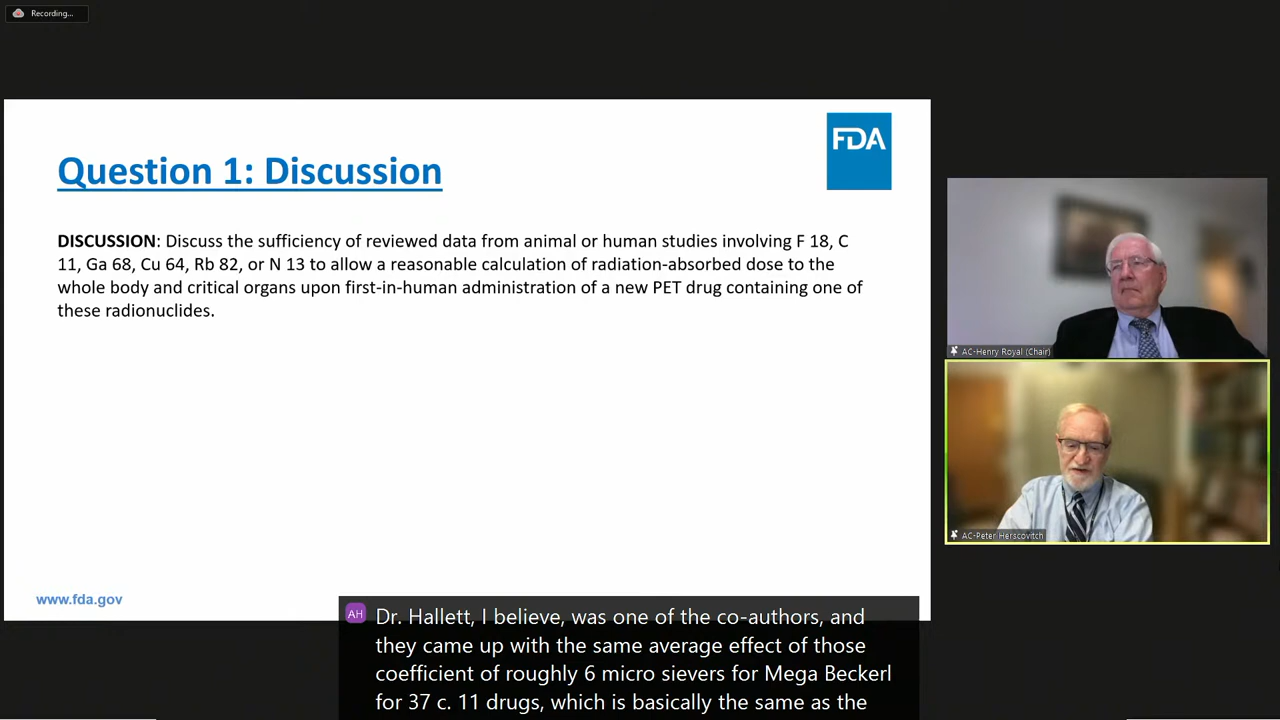 Recording...
FDA
Question 1: Discussion
DISCUSSION: Discuss the sufficiency of reviewed data from animal or human studies involving F 18, C
11, Ga 68, Cu 64, Rb 82, or N 13 to allow a reasonable calculation of radiation-absorbed dose to the
whole body and critical organs upon first-in-human administration of a new PET drug containing one of
these radionuclides.
AC-Henry Royal (Chair)
AC-Peter Herscovitch
www.fda.gov
AH
Dr. Hallett, I believe, was one of the co-authors, and
they came up with the same average effect of those
coefficient of roughly 6 micro sievers for Mega Beckerl
for 37 c. 11 drugs, which is basically the same as the